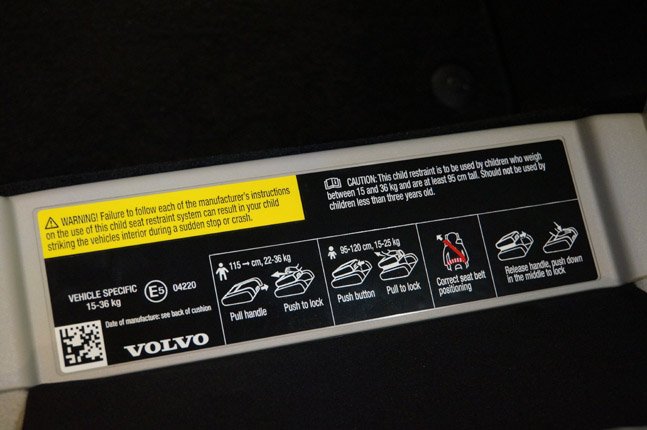 WARNING! Failure to follow each of the manufacturer's instructions
on the use of this child seat restraint system can result in your child
striking the vehicles interior during a sudden stop or crash.
CAUTION: This child restraint is to be used by children who weigh
between 15 and 36 kg and are at least 95 cm tall. Should not be used by
children less than three years old.
VEHICLE SPECIFIC
15-36 kg
E5 04220
Date of manufacture: see back of cushion
VOLVO
115 → cm, 22-36 kg
Pull handle
Push to lock
95-120 cm, 15-25 kg
Push button
Pull to lock
Correct seat belt
positioning
Release handle, push down
in the middle to lock